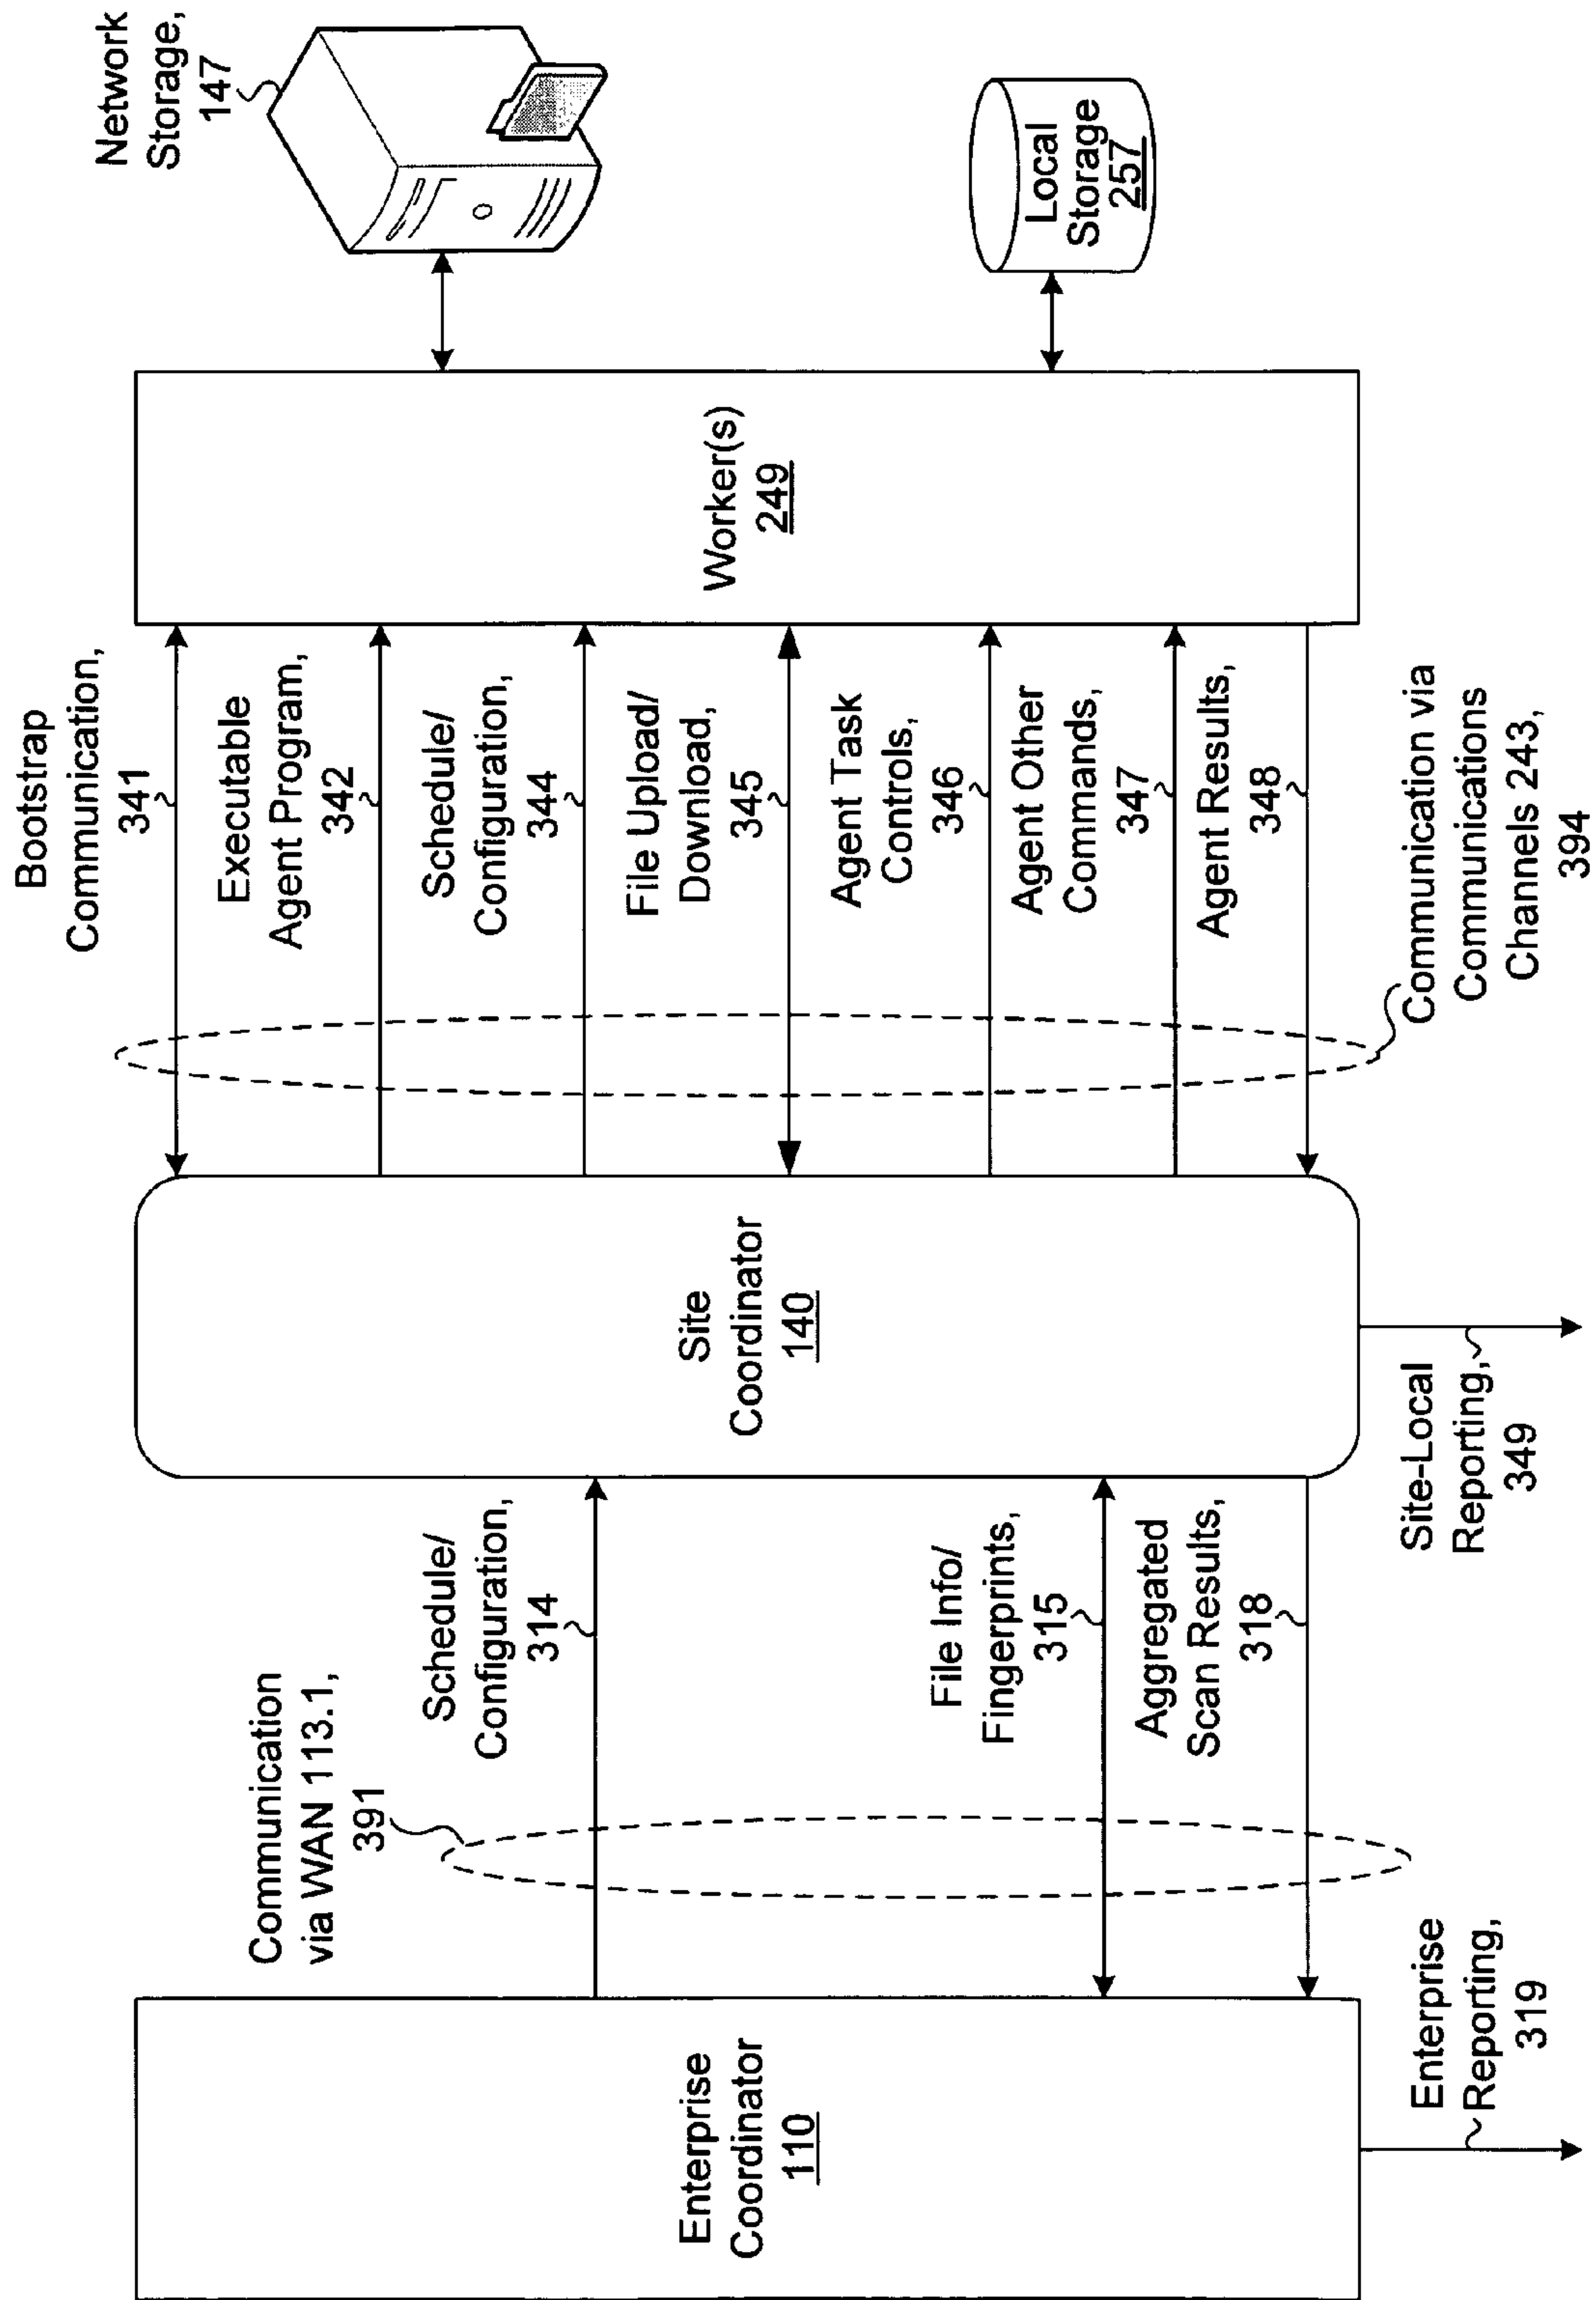 Enterprise
Coordinator
110
Enterprise
Reporting,
319
Communication
via WAN 113.1,
391
Schedule/
Configuration,
314
File Info/
Fingerprints,
315
Aggregated
Scan Results,
318
Site
Coordinator
140
Site-Local
Reporting,
349
Bootstrap
Communication,
341
Executable
Agent Program,
342
Schedule/
Configuration,
344
File Upload/
Download,
345
Agent Task
Controls,
346
Agent Other
Commands,
347
Agent Results,
348
Communication via
Communications
Channels 243,
394
Worker(s)
249
Network
Storage,
147
Local
Storage
257